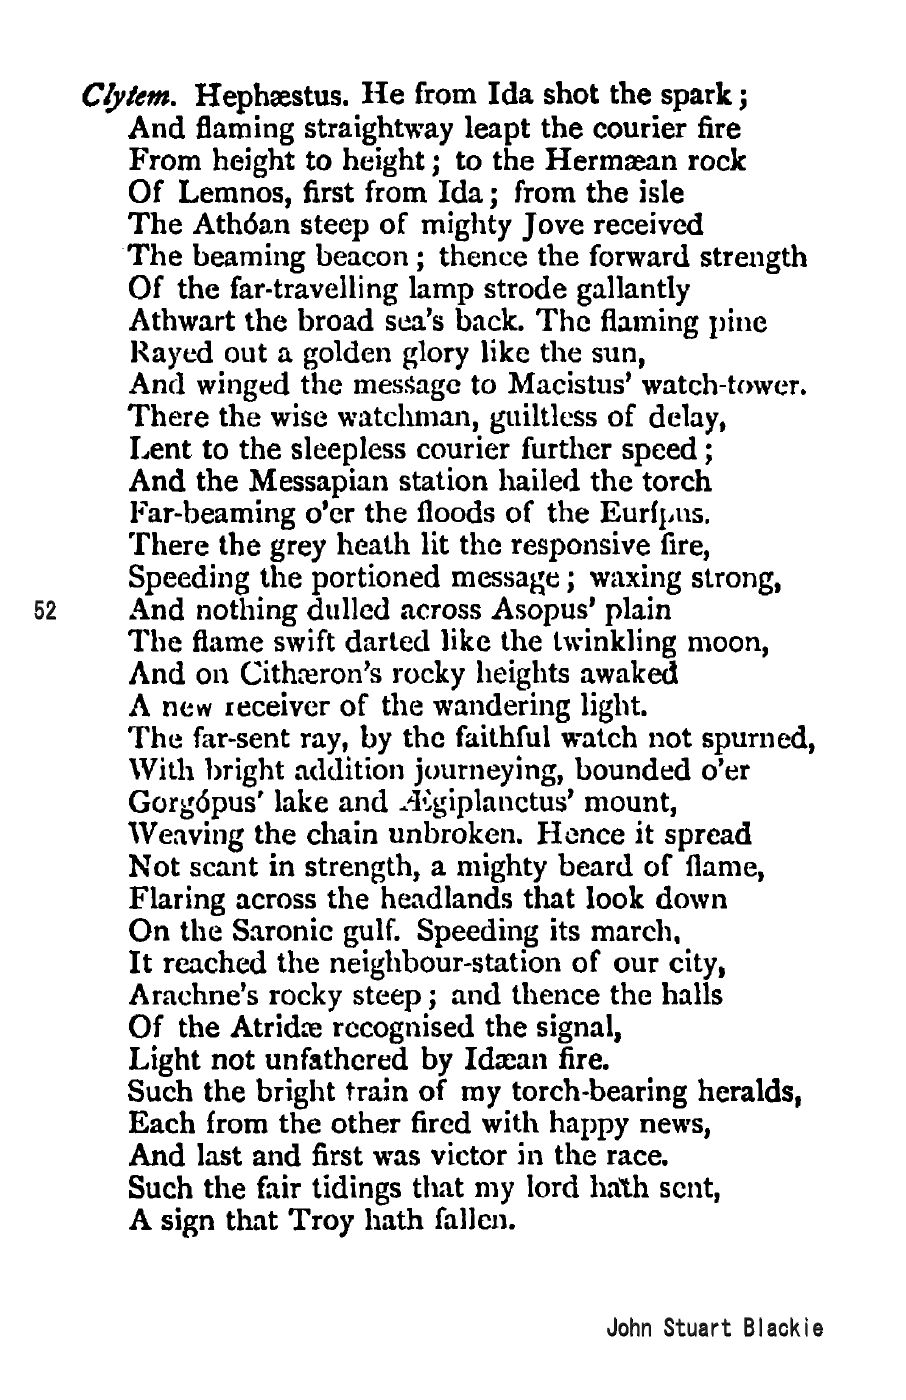 Clytem. Hephæstus. He from Ida shot the spark;
And flaming straightway leapt the courier fire
From height to height; to the Hermæan rock
Of Lemnos, first from Ida; from the isle
The Athóan steep of mighty Jove received
The beaming beacon; thence the forward strength
Of the far-travelling lamp strode gallantly
Athwart the broad sea's back. The flaming pine
Rayed out a golden glory like the sun,
And winged the message to Macistus' watch-tower.
There the wise watchman, guiltless of delay,
Lent to the sleepless courier further speed;
And the Messapian station hailed the torch
Far-beaming o'er the floods of the Eurípus.
There the grey heath lit the responsive fire,
Speeding the portioned message; waxing strong,
52 And nothing dulled across Asopus' plain
The flame swift darted like the twinkling moon,
And on Cithæron's rocky heights awaked
A new receiver of the wandering light.
The far-sent ray, by the faithful watch not spurned,
With bright addition journeying, bounded o'er
Gorgópus' lake and Ægiplanctus' mount,
Weaving the chain unbroken. Hence it spread
Not scant in strength, a mighty beard of flame,
Flaring across the headlands that look down
On the Saronic gulf. Speeding its march,
It reached the neighbour-station of our city,
Arachne's rocky steep; and thence the halls
Of the Atridæ recognised the signal,
Light not unfathered by Idæan fire.
Such the bright train of my torch-bearing heralds,
Each from the other fired with happy news,
And last and first was victor in the race.
Such the fair tidings that my lord hath sent,
A sign that Troy hath fallen.
John Stuart Blackie